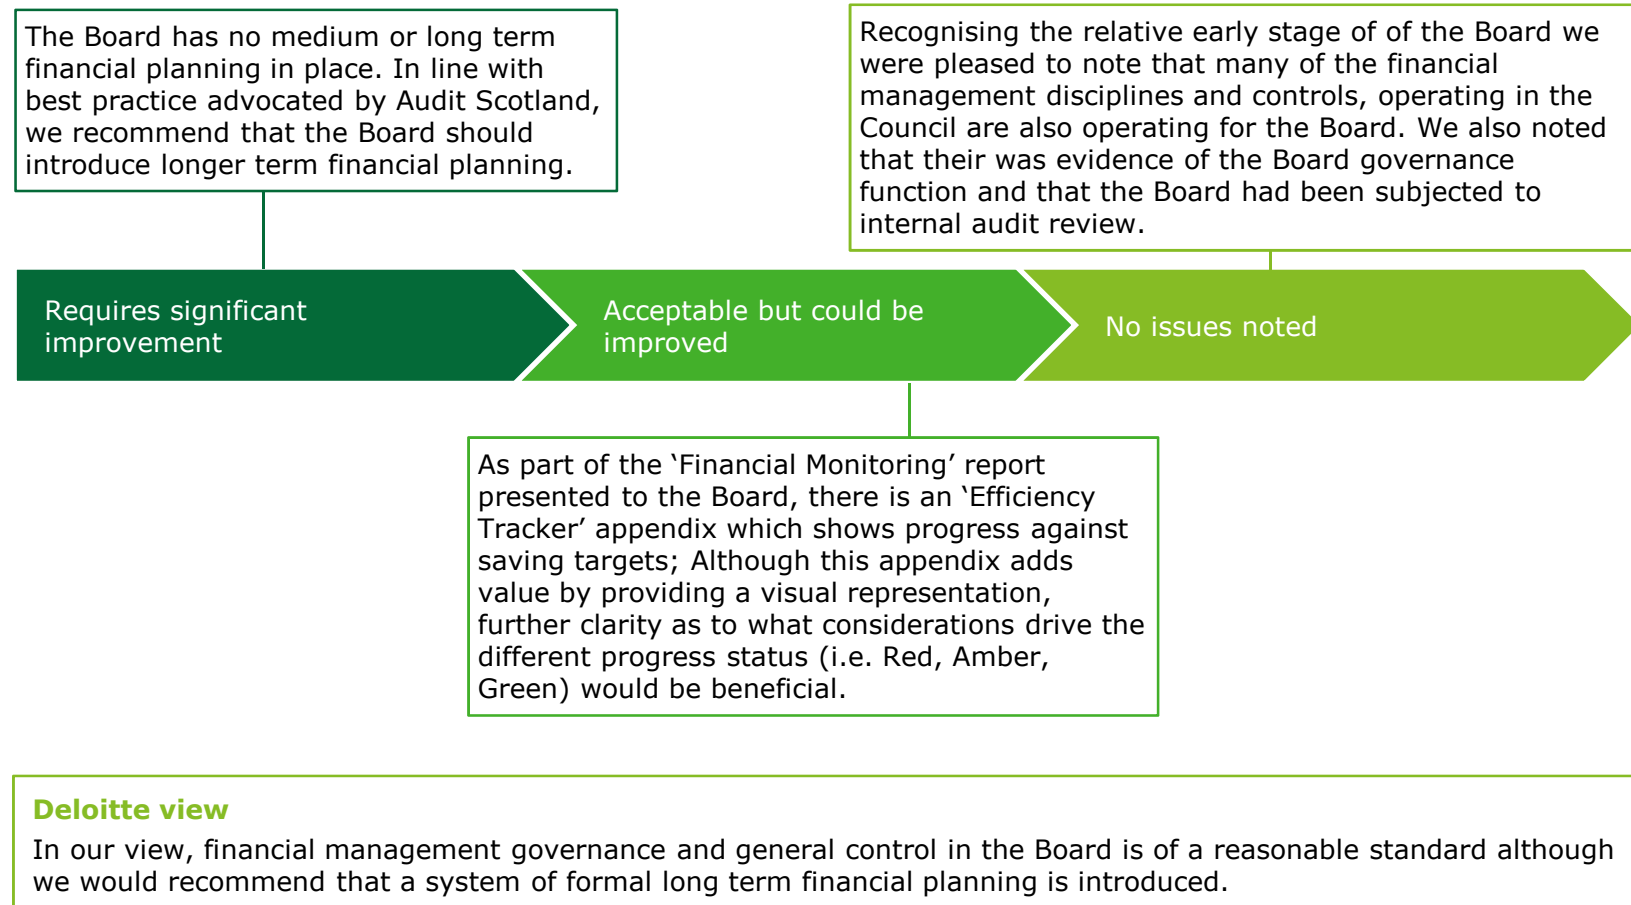 The Board has no medium or long term
financial planning in place. In line with
best practice advocated by Audit Scotland,
we recommend that the Board should
introduce longer term financial planning.
Recognising the relative early stage of of the Board we
were pleased to note that many of the financial
management disciplines and controls, operating in the
Council are also operating for the Board. We also noted
that their was evidence of the Board governance
function and that the Board had been subjected to
internal audit review.
Requires significant
improvement
Acceptable but could be
improved
No issues noted
As part of the ‘Financial Monitoring’ report
presented to the Board, there is an ‘Efficiency
Tracker’ appendix which shows progress against
saving targets; Although this appendix adds
value by providing a visual representation,
further clarity as to what considerations drive the
different progress status (i.e. Red, Amber,
Green) would be beneficial.
Deloitte view
In our view, financial management governance and general control in the Board is of a reasonable standard although
we would recommend that a system of formal long term financial planning is introduced.